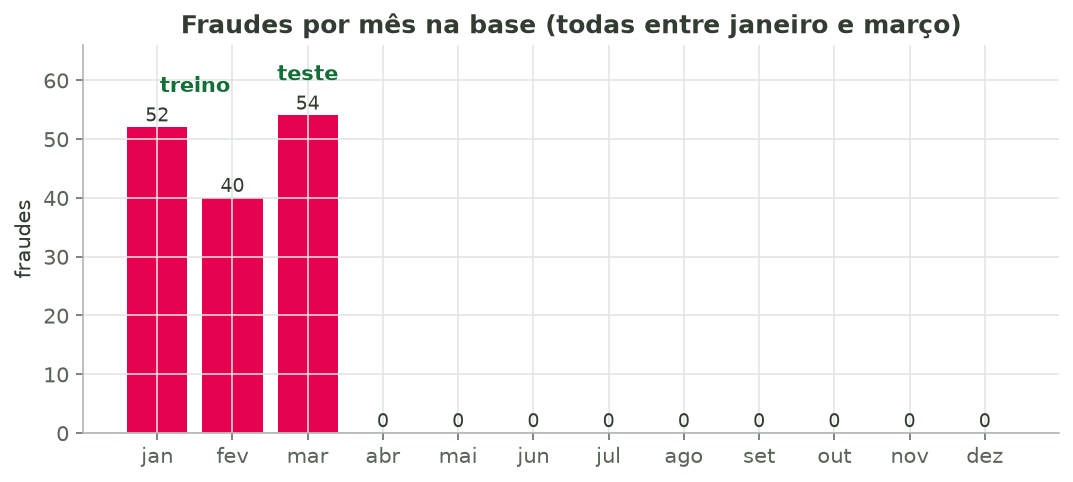 Fraudes por mês na base (todas entre janeiro e março)
fraudes
60
50
40
30
20
10
0
treino
teste
52
40
54
0
0
0
0
0
0
0
0
0
jan
fev
mar
abr
mai
jun
jul
ago
set
out
nov
dez